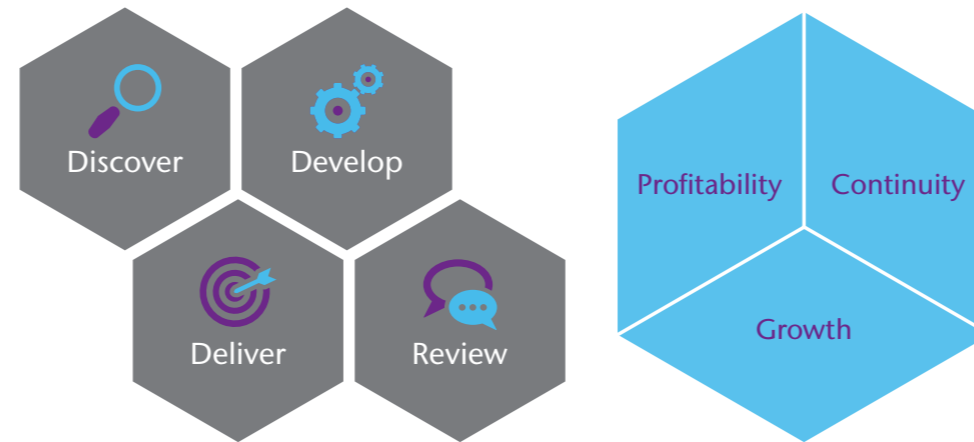 Discover
Develop
Deliver
Review
Profitability
Continuity
Growth